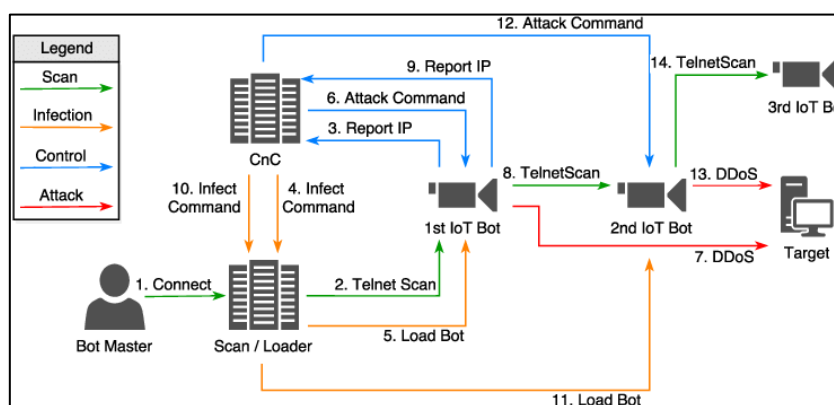 12. Attack Command
Legend
Scan
Infection
Control
Attack
9. Report IP
6. Attack Command
3. Report IP
CnC
14. TelnetScan
3rd IoT Bo
10. Infect
Command
4. Infect
Command
8. TelnetScan
13. DDoS
1st IoT Bot
2nd IoT Bot
7. DDoS
Target
1. Connect
2. Telnet Scan
5. Load Bot
Bot Master
Scan / Loader
11. Load Bot